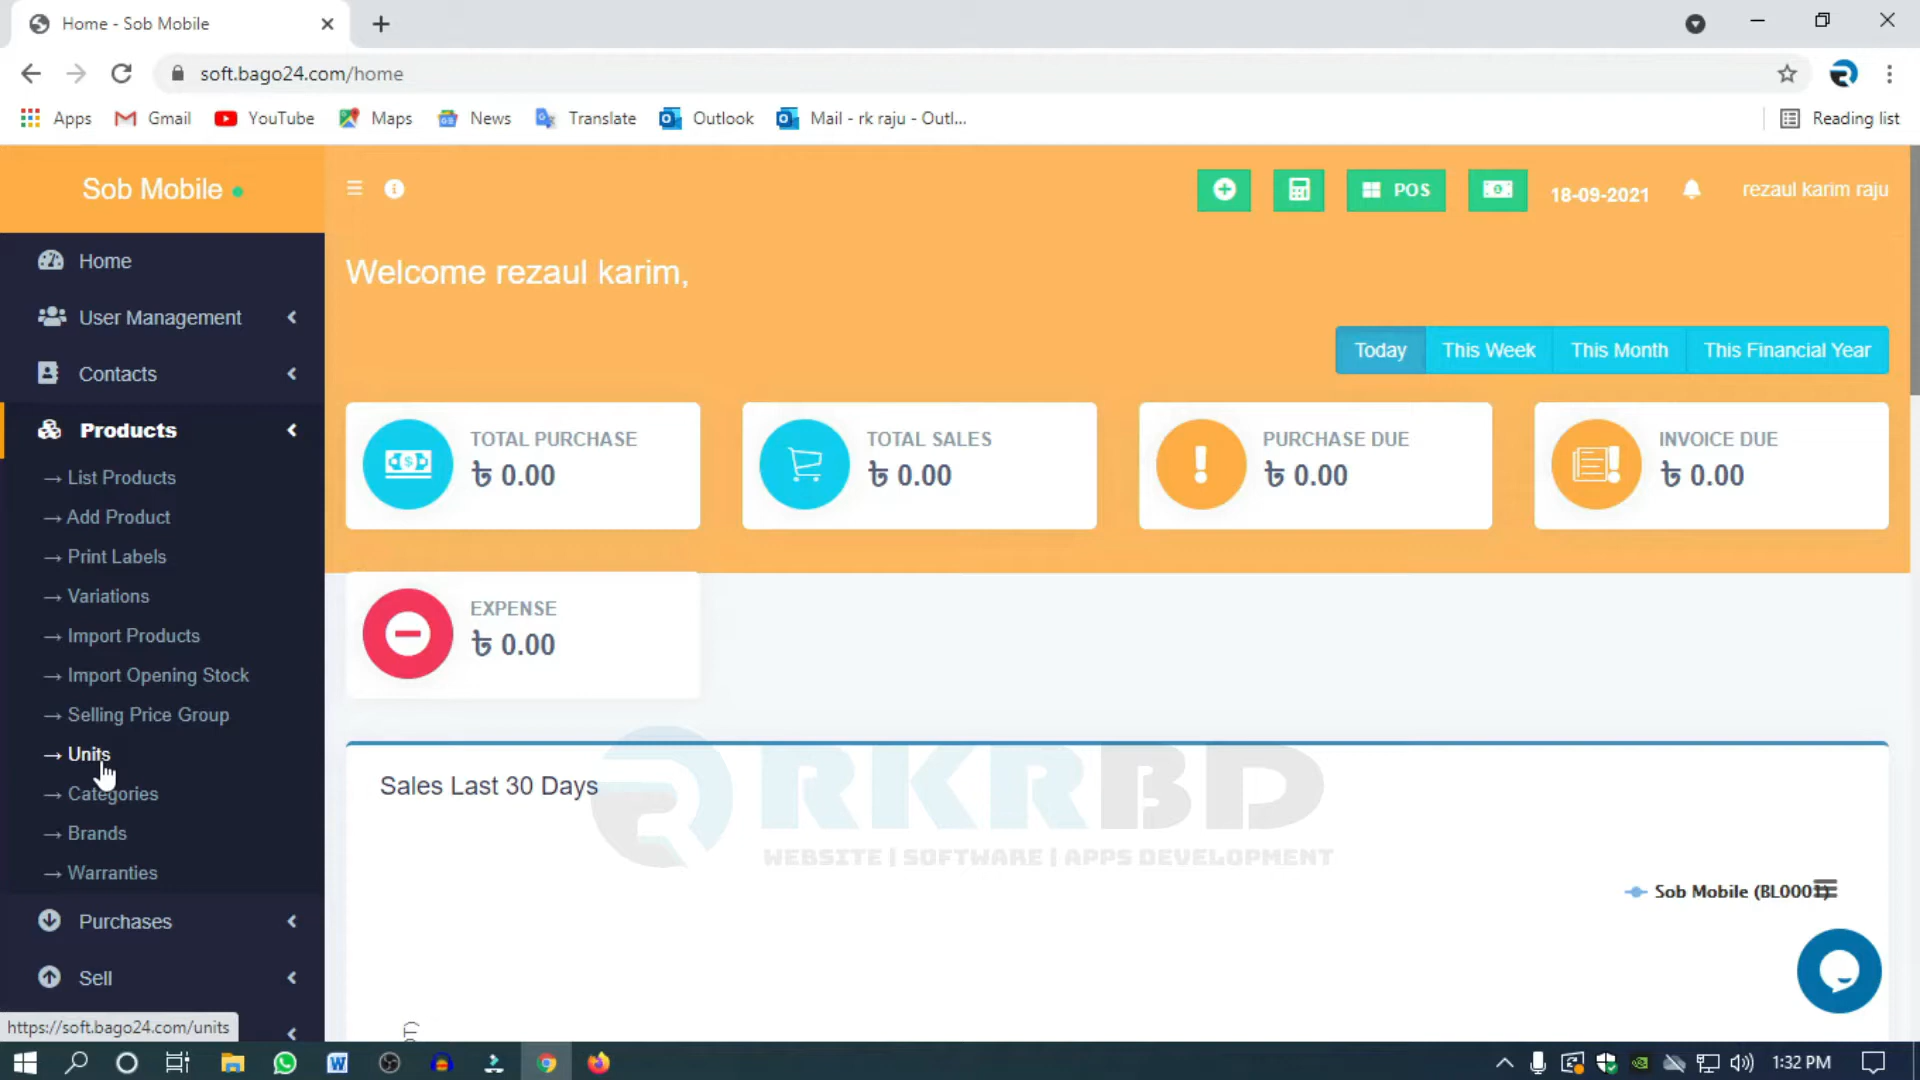 Home - Sob Mobile
soft.bago24.com/home
Apps Gmail YouTube Maps News Translate Outlook Mail - rk raju - Outl... Reading list
Sob Mobile
POS 18-09-2021 rezaul karim raju
Home
User Management
Contacts
Products
→ List Products
→ Add Product
→ Print Labels
→ Variations
→ Import Products
→ Import Opening Stock
→ Selling Price Group
→ Units
→ Categories
→ Brands
→ Warranties
Purchases
Sell
https://soft.bago24.com/units
Welcome rezaul karim,
Today This Week This Month This Financial Year
TOTAL PURCHASE
৳ 0.00
TOTAL SALES
৳ 0.00
PURCHASE DUE
৳ 0.00
INVOICE DUE
৳ 0.00
EXPENSE
৳ 0.00
Sales Last 30 Days
RKRBD
WEBSITE | SOFTWARE | APPS DEVELOPMENT
Sob Mobile (BL0001)
1:32 PM